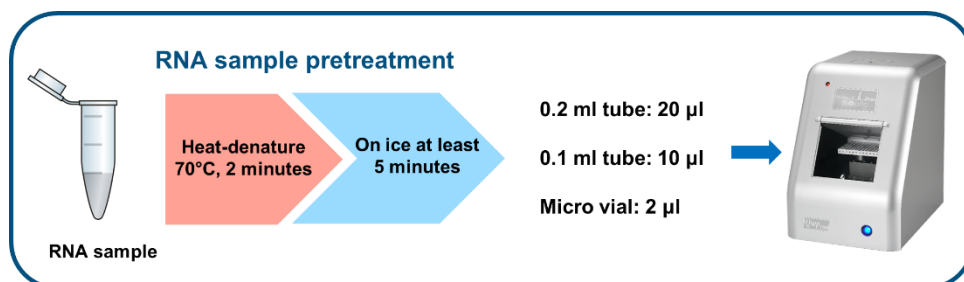 RNA sample pretreatment
RNA sample
Heat-denature
70°C, 2 minutes
On ice at least
5 minutes
0.2 ml tube: 20 µl
0.1 ml tube: 10 µl
Micro vial: 2 µl